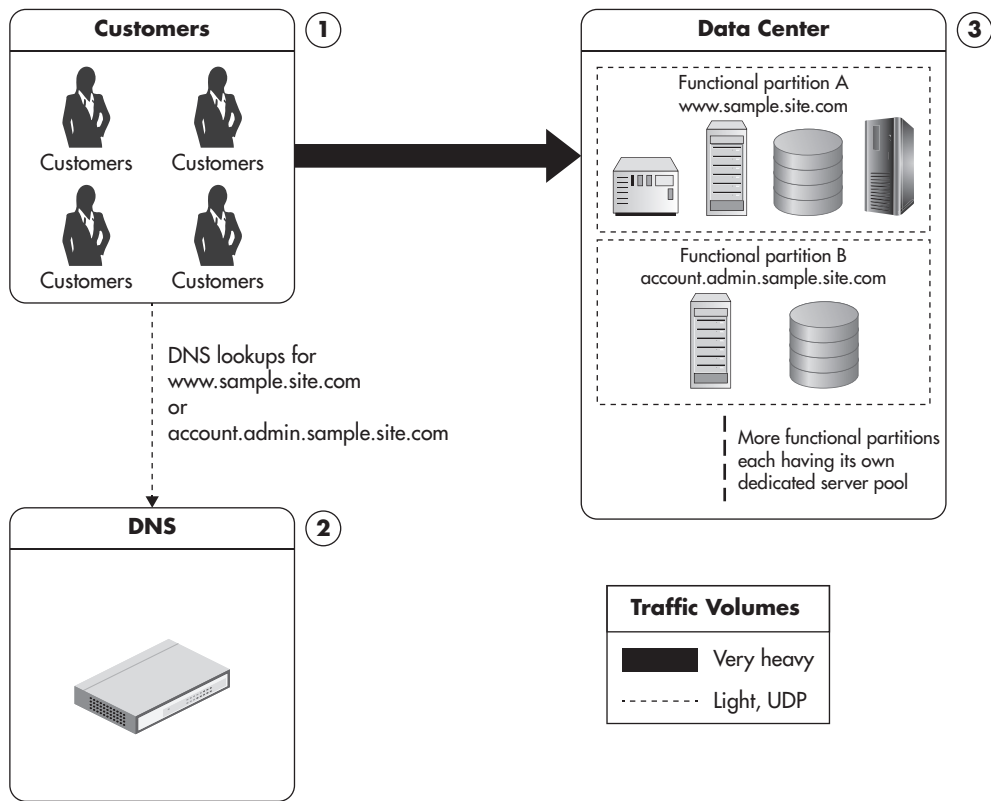 Customers
1
Customers
Customers
Customers
Customers
DNS lookups for
www.sample.site.com
or
account.admin.sample.site.com
DNS
2
Data Center
3
Functional partition A
www.sample.site.com
Functional partition B
account.admin.sample.site.com
More functional partitions
each having its own
dedicated server pool
Traffic Volumes
Very heavy
Light, UDP